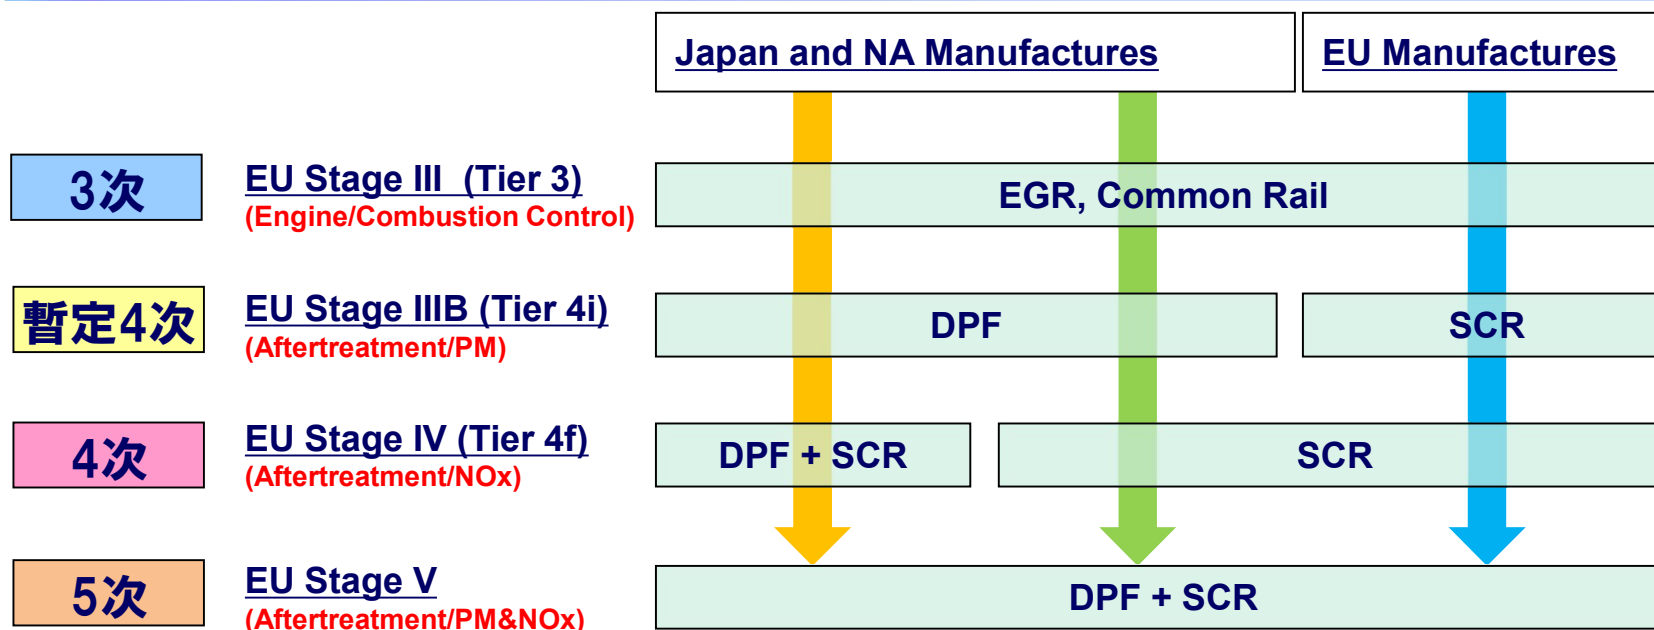 Japan and NA Manufactures
EU Manufactures
3次
EU Stage III (Tier 3)
(Engine/Combustion Control)
EGR, Common Rail
暫定4次
EU Stage IIIB (Tier 4i)
(Aftertreatment/PM)
DPF
SCR
4次
EU Stage IV (Tier 4f)
(Aftertreatment/NOx)
DPF + SCR
SCR
5次
EU Stage V
(Aftertreatment/PM&NOx)
DPF + SCR